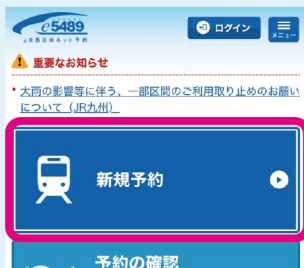 e5489
JR西日本ネット予約
ログイン
メニュー
重要なお知らせ
大雨の影響等に伴う、一部区間のご利用取り止めのお願い
について（JR九州）
新規予約
予約の確認